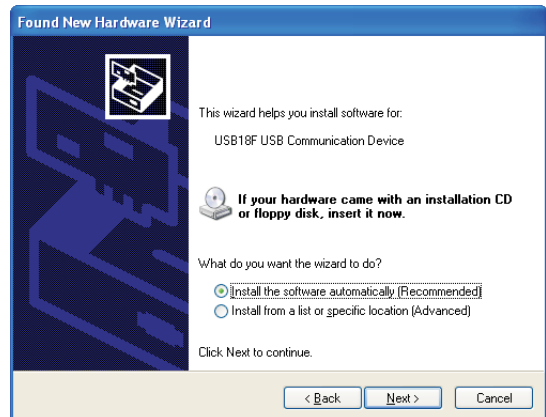 Found New Hardware Wizard
This wizard helps you install software for:
USB18F USB Communication Device
If your hardware came with an installation CD
or floppy disk, insert it now.
What do you want the wizard to do?
Install the software automatically (Recommended)
Install from a list or specific location (Advanced)
Click Next to continue.
< Back Next > Cancel